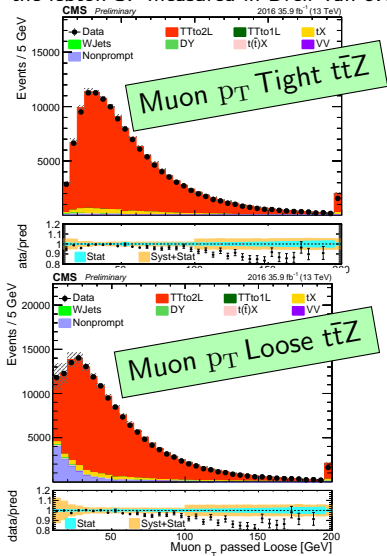 CMS Preliminary 2016 35.9 fb⁻¹ (13 TeV)
Events / 5 GeV
Data TTto2L TTto1L tX
WJets DY t(t̄)X VV
Nonprompt
Muon pT Tight tt̄Z
15000
10000
5000
ata/pred
1.2
1.1
1
0.9
0.8
Stat Syst+Stat
CMS Preliminary 2016 35.9 fb⁻¹ (13 TeV)
Events / 5 GeV
Data TTto2L TTto1L tX
WJets DY t(t̄)X VV
Nonprompt
Muon pT Loose tt̄Z
20000
15000
10000
5000
data/pred
1.2
1.1
1
0.9
0.8
Stat Syst+Stat
50 100 150 200
Muon pT passed Loose [GeV]